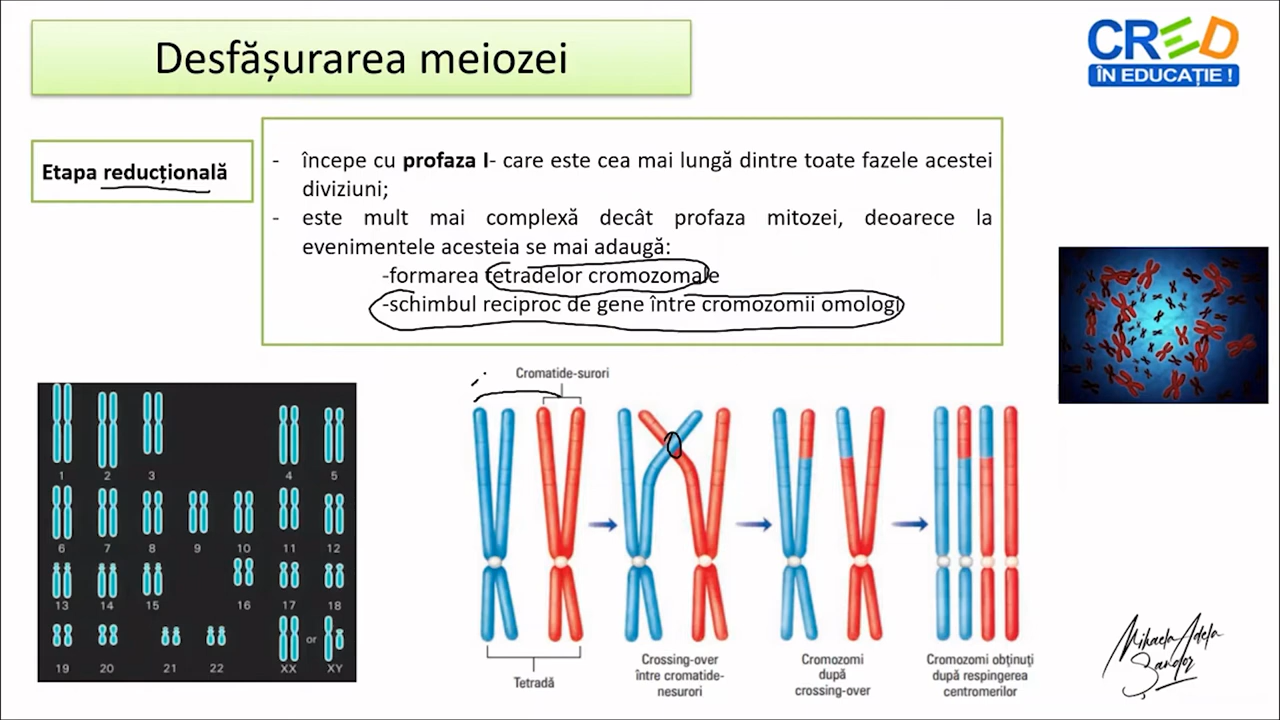 Desfășurarea meiozei
CRED
ÎN EDUCAȚIE !
Etapa reducțională
- începe cu profaza I- care este cea mai lungă dintre toate fazele acestei
diviziuni;
- este mult mai complexă decât profaza mitozei, deoarece la
evenimentele acesteia se mai adaugă:
-formarea tetradelor cromozomale
-schimbul reciproc de gene între cromozomii omologi
Cromatide-surori
1 2 3 4 5
6 7 8 9 10 11 12
13 14 15 16 17 18
19 20 21 22 XX or XY
Tetradă
Crossing-over
între cromatide-
nesurori
Cromozomi
după
crossing-over
Cromozomi obținuți
după respingerea
centromerilor
Mihaela Adela
Șandor